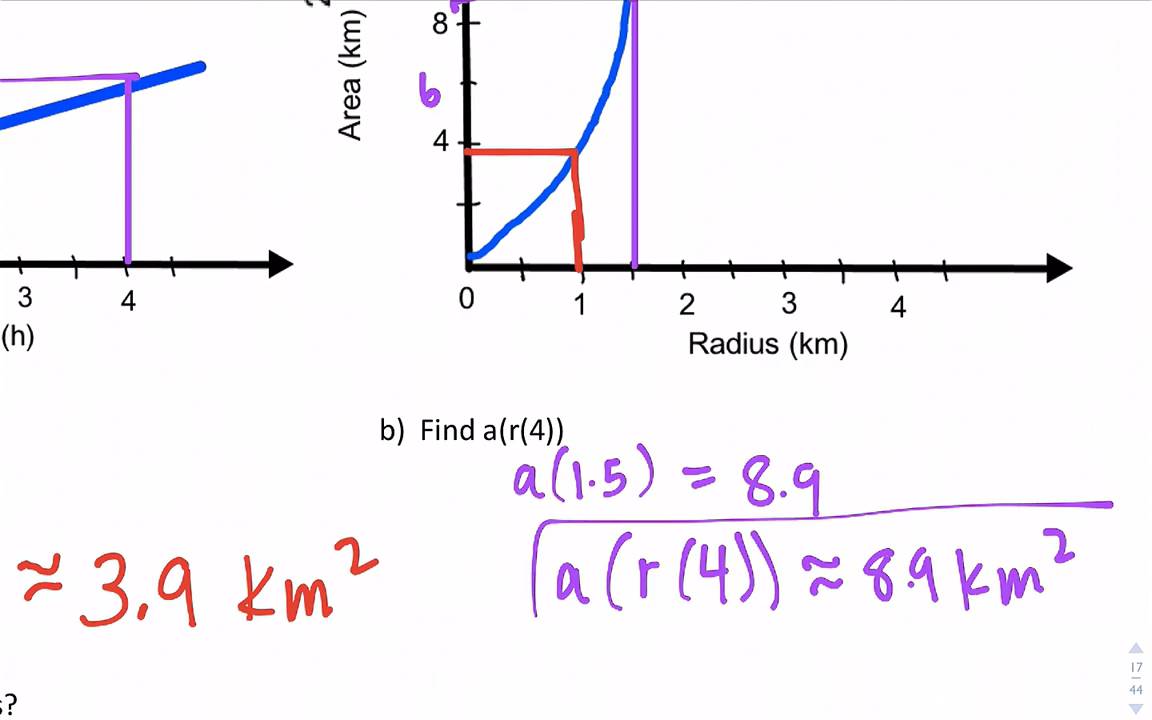 8
Area (km)
6
4
3
4
(h)
0
1
2
3
4
Radius (km)
b) Find a(r(4))
a(1.5) = 8.9
≈ 3.9 km²
a(r(4)) ≈ 8.9 km²
17
44
s?